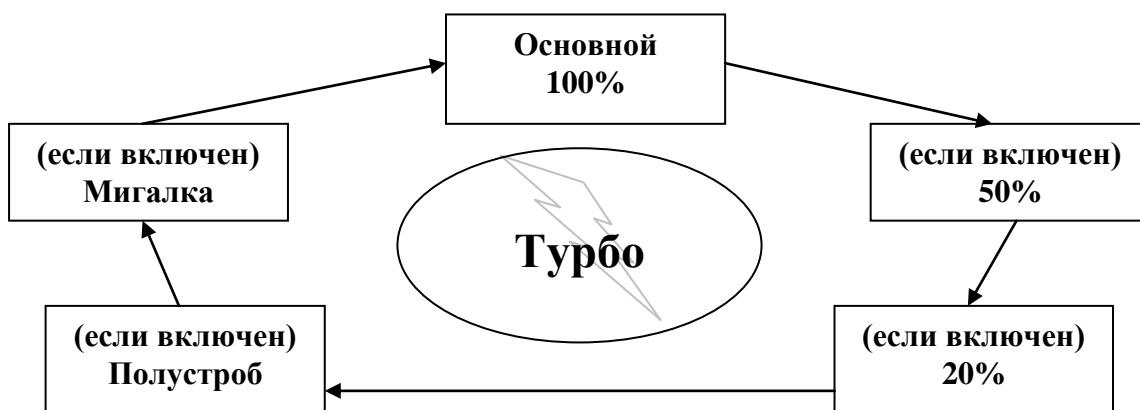 Основной
100%
(если включен)
50%
(если включен)
20%
(если включен)
Полустроб
(если включен)
Мигалка
Турбо